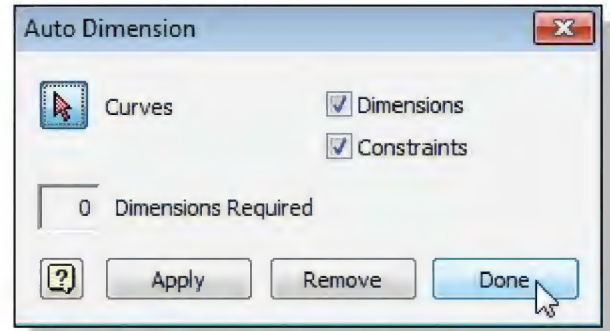 Auto Dimension
Curves
Dimensions
Constraints
0 Dimensions Required
? Apply Remove Done